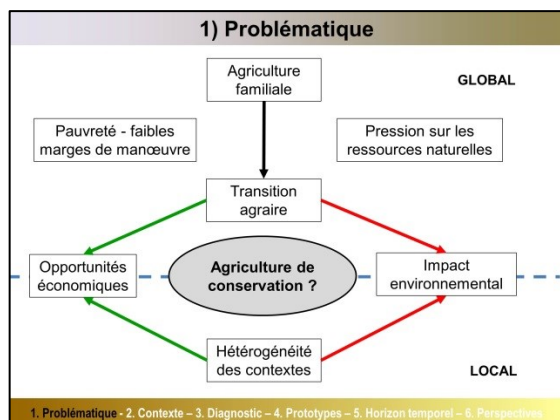 1) Problématique
Agriculture
familiale
GLOBAL
Pauvreté - faibles
marges de manœuvre
Pression sur les
ressources naturelles
Transition
agraire
Opportunités
économiques
Agriculture de
conservation ?
Impact
environnemental
Hétérogénéité
des contextes
LOCAL
1. Problématique - 2. Contexte – 3. Diagnostic – 4. Prototypes – 5. Horizon temporel – 6. Perspectives